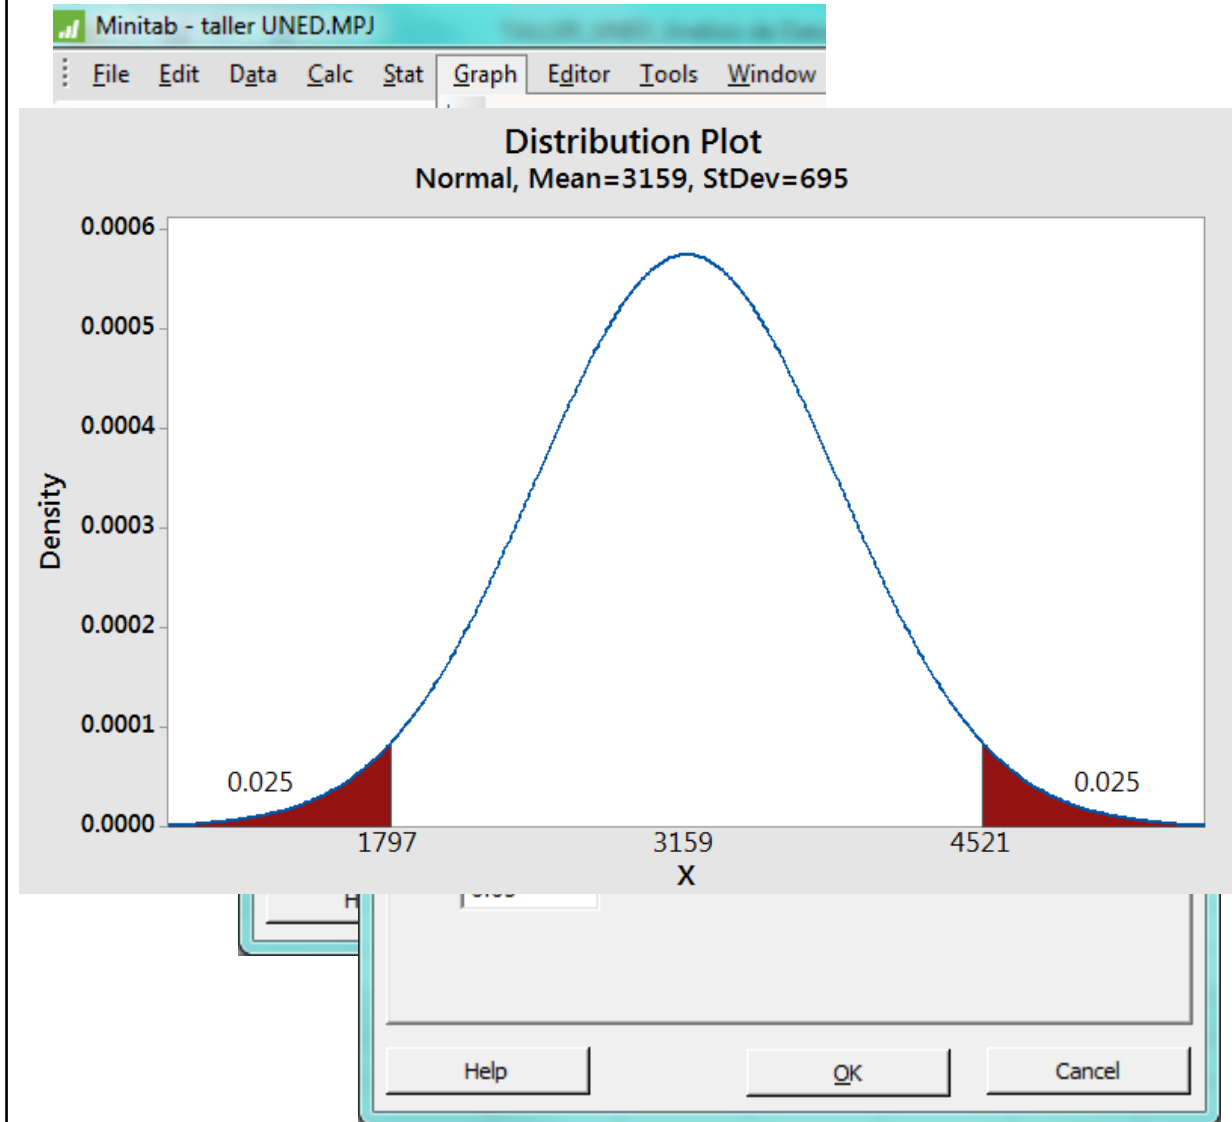 Minitab - taller UNED.MPJ
File Edit Data Calc Stat Graph Editor Tools Window
Distribution Plot
Normal, Mean=3159, StDev=695
0.0006
0.0005
0.0004
0.0003
0.0002
0.0001
0.0000
Density
0.025
0.025
1797 3159 4521
X
H
Help OK Cancel